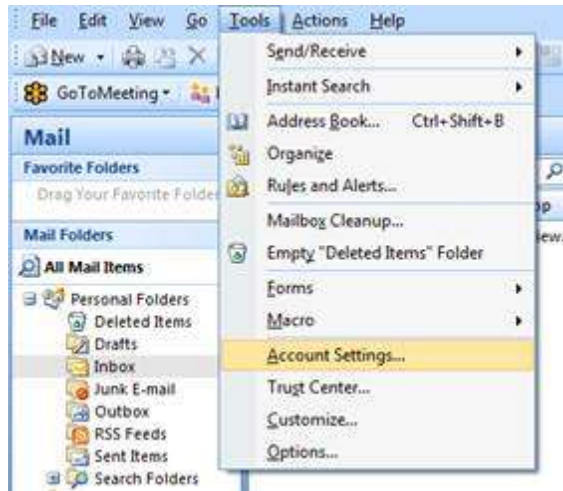 File Edit View Go Tools Actions Help
New
GoToMeeting
Mail
Favorite Folders
Drag Your Favorite Folde
Mail Folders
All Mail Items
Personal Folders
Deleted Items
Drafts
Inbox
Junk E-mail
Outbox
RSS Feeds
Sent Items
Search Folders
Send/Receive
Instant Search
Address Book... Ctrl+Shift+B
Organize
Rules and Alerts...
Mailbox Cleanup...
Empty "Deleted Items" Folder
Forms
Macro
Account Settings...
Trust Center...
Customize...
Options...